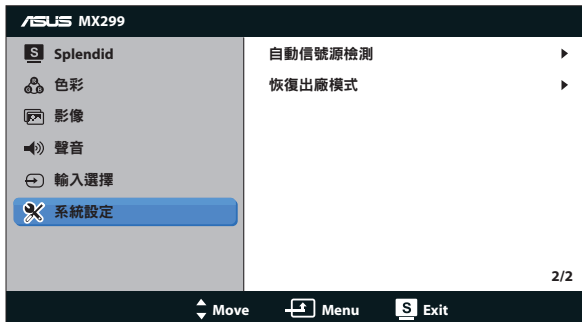 ASUS MX299
S Splendid
色彩
影像
聲音
輸入選擇
系統設定
自動信號源檢測
恢復出廠模式
2/2
Move Menu S Exit